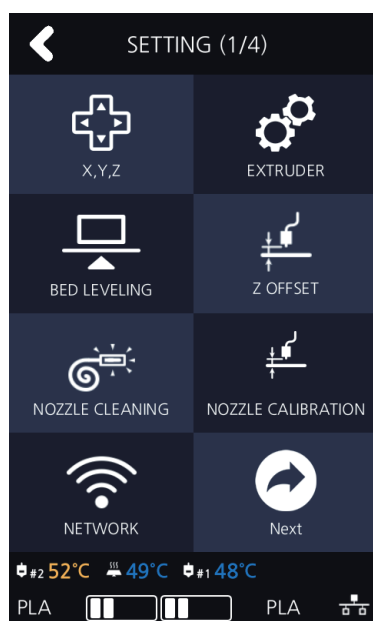 SETTING (1/4)
X,Y,Z EXTRUDER
BED LEVELING Z OFFSET
NOZZLE CLEANING NOZZLE CALIBRATION
NETWORK Next
#2 52°C 49°C #1 48°C
PLA PLA